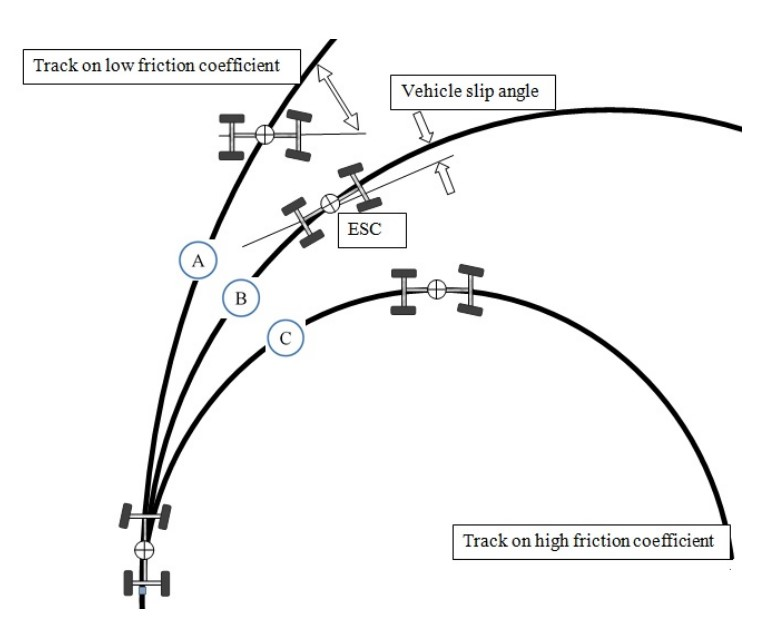 Track on low friction coefficient
Vehicle slip angle
ESC
A
B
C
Track on high friction coefficient